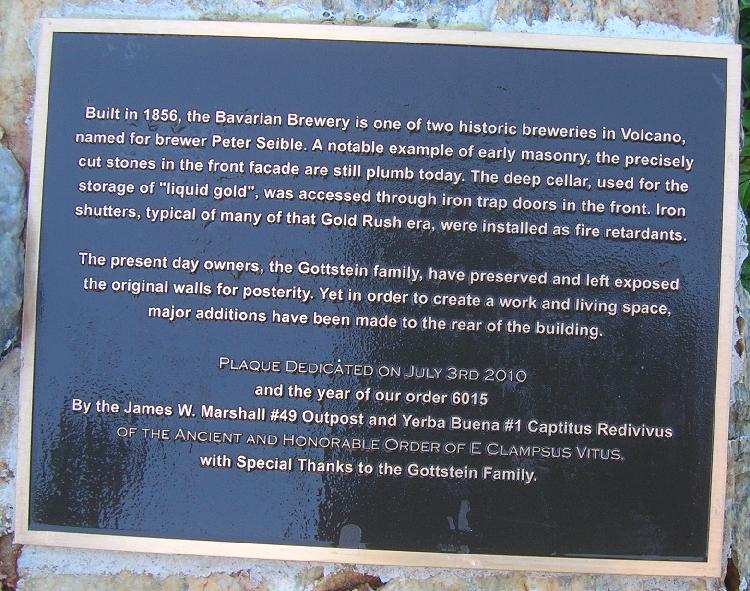 Built in 1856, the Bavarian Brewery is one of two historic breweries in Volcano,
named for brewer Peter Seible. A notable example of early masonry, the precisely
cut stones in the front facade are still plumb today. The deep cellar, used for the
storage of "liquid gold", was accessed through iron trap doors in the front. Iron
shutters, typical of many of that Gold Rush era, were installed as fire retardants.
The present day owners, the Gottstein family, have preserved and left exposed
the original walls for posterity. Yet in order to create a work and living space,
major additions have been made to the rear of the building.
PLAQUE DEDICATED ON JULY 3RD 2010
and the year of our order 6015
By the James W. Marshall #49 Outpost and Yerba Buena #1 Captitus Redivivus
OF THE ANCIENT AND HONORABLE ORDER OF E CLAMPSUS VITUS,
with Special Thanks to the Gottstein Family.